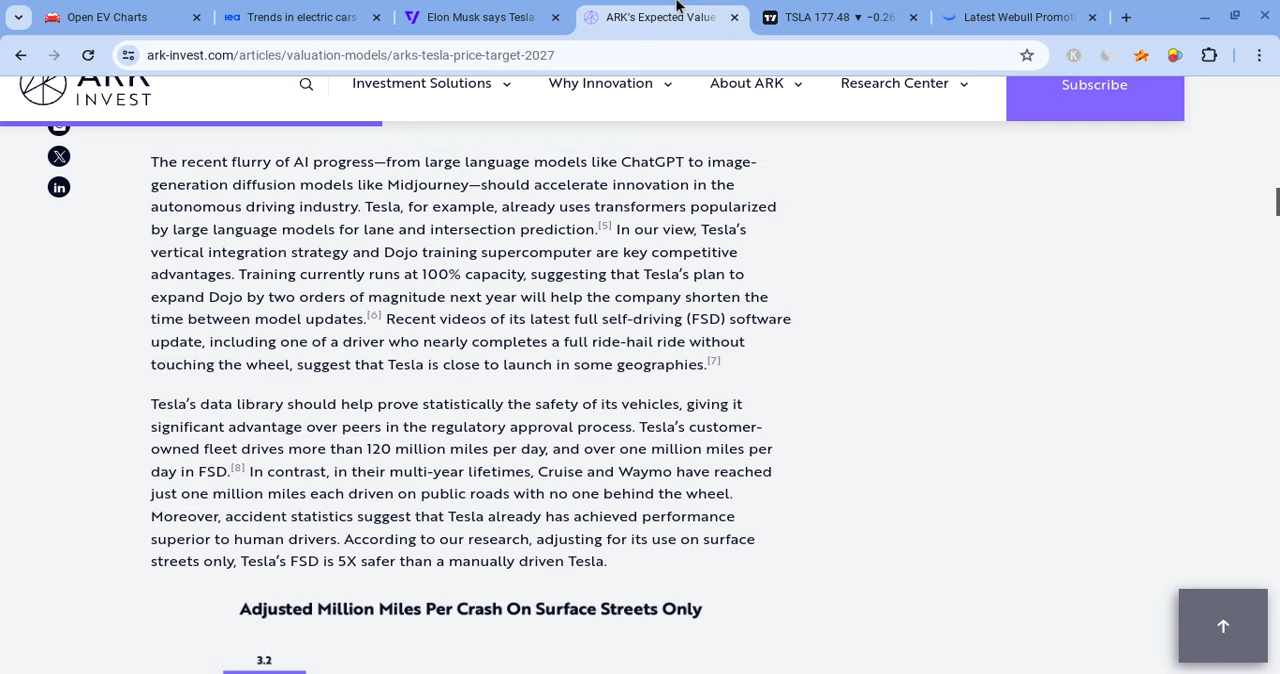 Open EV Charts
iea
Trends in electric cars
Elon Musk says Tesla
ARK's Expected Value
TSLA 177.48 ▼ −0.26
Latest Webull Promoti
ark-invest.com/articles/valuation-models/arks-tesla-price-target-2027
ARK
INVEST
Investment Solutions
Why Innovation
About ARK
Research Center
Subscribe
The recent flurry of AI progress—from large language models like ChatGPT to image-
generation diffusion models like Midjourney—should accelerate innovation in the
autonomous driving industry. Tesla, for example, already uses transformers popularized
by large language models for lane and intersection prediction.[5] In our view, Tesla's
vertical integration strategy and Dojo training supercomputer are key competitive
advantages. Training currently runs at 100% capacity, suggesting that Tesla's plan to
expand Dojo by two orders of magnitude next year will help the company shorten the
time between model updates.[6] Recent videos of its latest full self-driving (FSD) software
update, including one of a driver who nearly completes a full ride-hail ride without
touching the wheel, suggest that Tesla is close to launch in some geographies.[7]
Tesla's data library should help prove statistically the safety of its vehicles, giving it
significant advantage over peers in the regulatory approval process. Tesla's customer-
owned fleet drives more than 120 million miles per day, and over one million miles per
day in FSD.[8] In contrast, in their multi-year lifetimes, Cruise and Waymo have reached
just one million miles each driven on public roads with no one behind the wheel.
Moreover, accident statistics suggest that Tesla already has achieved performance
superior to human drivers. According to our research, adjusting for its use on surface
streets only, Tesla's FSD is 5X safer than a manually driven Tesla.
Adjusted Million Miles Per Crash On Surface Streets Only
3.2